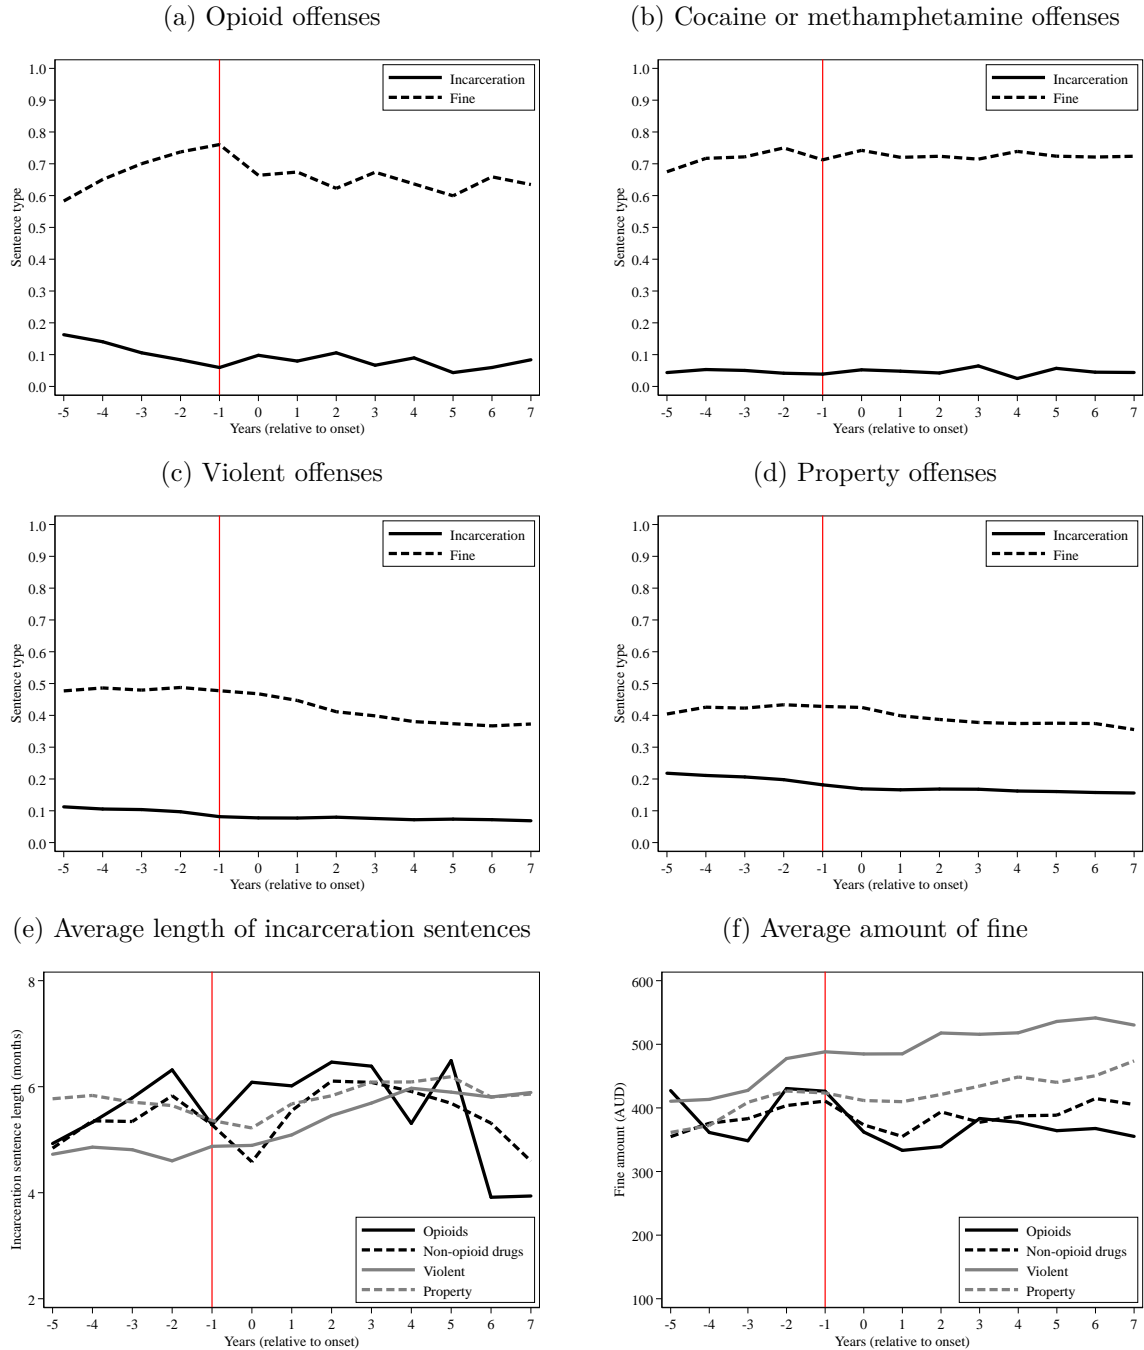 (a) Opioid offenses
Sentence type
1.0
0.9
0.8
0.7
0.6
0.5
0.4
0.3
0.2
0.1
0.0
Incarceration
Fine
-5 -4 -3 -2 -1 0 1 2 3 4 5 6 7
Years (relative to onset)
(b) Cocaine or methamphetamine offenses
Sentence type
1.0
0.9
0.8
0.7
0.6
0.5
0.4
0.3
0.2
0.1
0.0
Incarceration
Fine
-5 -4 -3 -2 -1 0 1 2 3 4 5 6 7
Years (relative to onset)
(c) Violent offenses
Sentence type
1.0
0.9
0.8
0.7
0.6
0.5
0.4
0.3
0.2
0.1
0.0
Incarceration
Fine
-5 -4 -3 -2 -1 0 1 2 3 4 5 6 7
Years (relative to onset)
(d) Property offenses
Sentence type
1.0
0.9
0.8
0.7
0.6
0.5
0.4
0.3
0.2
0.1
0.0
Incarceration
Fine
-5 -4 -3 -2 -1 0 1 2 3 4 5 6 7
Years (relative to onset)
(e) Average length of incarceration sentences
Incarceration sentence length (months)
8
6
4
2
Opioids
Non-opioid drugs
Violent
Property
-5 -4 -3 -2 -1 0 1 2 3 4 5 6 7
Years (relative to onset)
(f) Average amount of fine
Fine amount (AUD)
600
500
400
300
200
100
Opioids
Non-opioid drugs
Violent
Property
-5 -4 -3 -2 -1 0 1 2 3 4 5 6 7
Years (relative to onset)